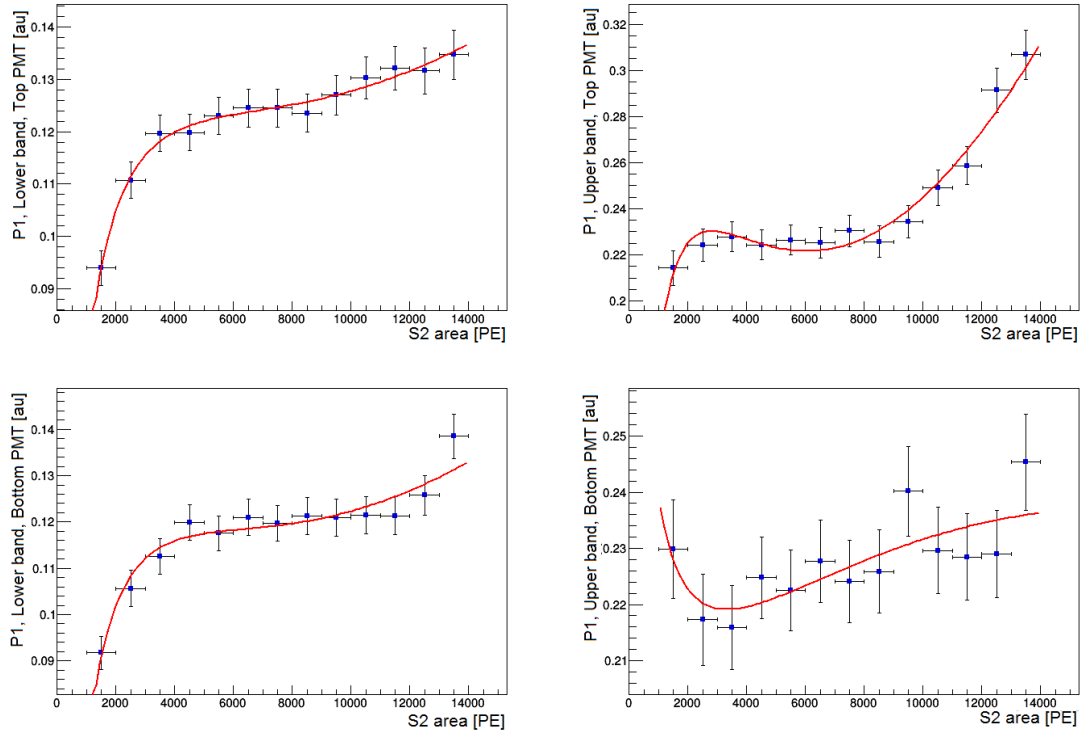 P1, Lower band, Top PMT [au]
0.14
0.13
0.12
0.11
0.1
0.09
0 2000 4000 6000 8000 10000 12000 14000
S2 area [PE]
P1, Upper band, Top PMT [au]
0.32
0.3
0.28
0.26
0.24
0.22
0.2
0 2000 4000 6000 8000 10000 12000 14000
S2 area [PE]
P1, Lower band, Bottom PMT [au]
0.14
0.13
0.12
0.11
0.1
0.09
0 2000 4000 6000 8000 10000 12000 14000
S2 area [PE]
P1, Upper band, Botom PMT [au]
0.25
0.24
0.23
0.22
0.21
0 2000 4000 6000 8000 10000 12000 14000
S2 area [PE]